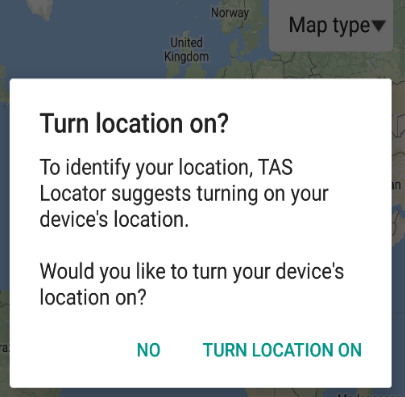 Norway
Map type
United
Kingdom
Turn location on?
To identify your location, TAS
Locator suggests turning on your
device's location.
Would you like to turn your device's
location on?
NO
TURN LOCATION ON